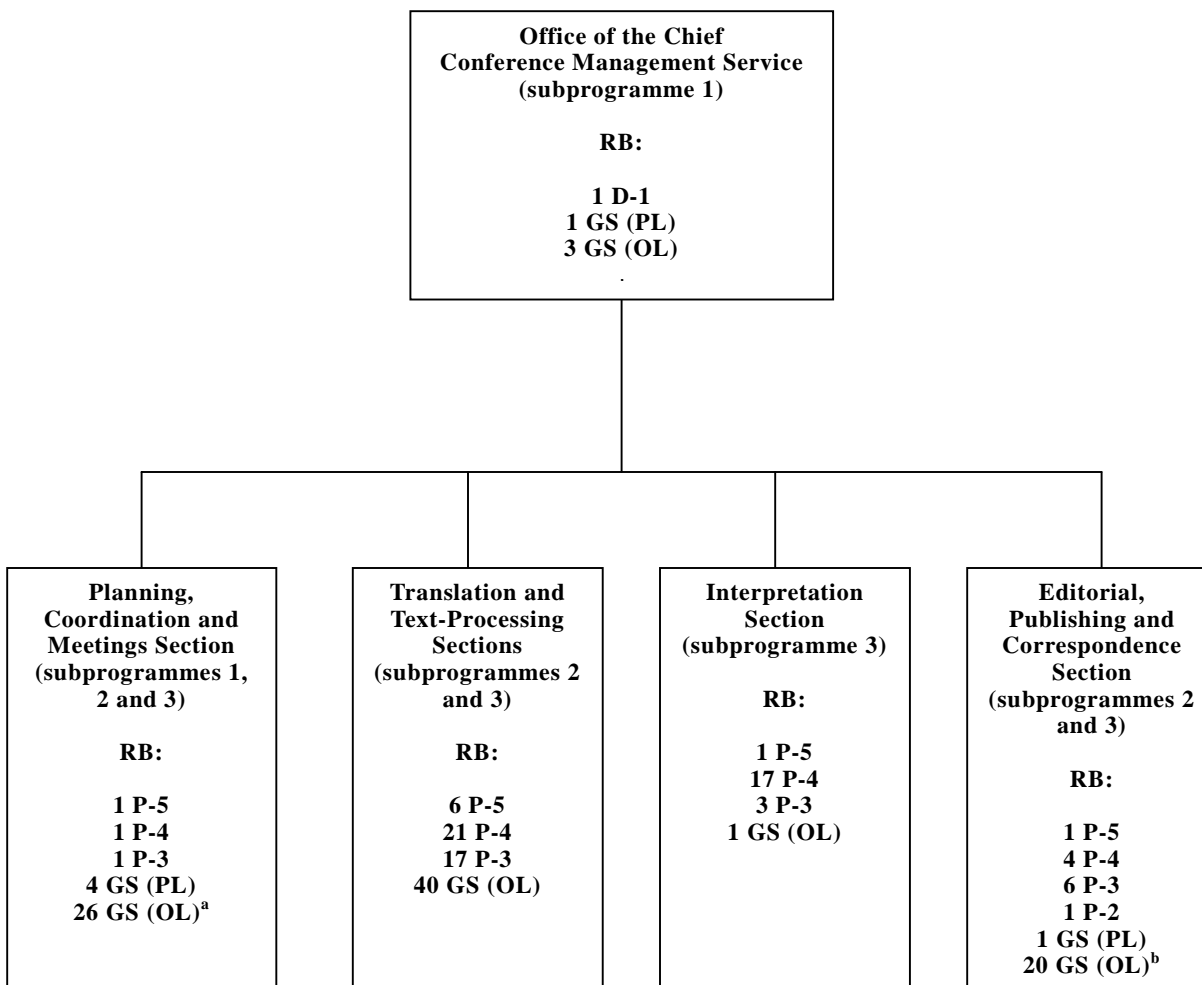 Office of the Chief
Conference Management Service
(subprogramme 1)
RB:
1 D-1
1 GS (PL)
3 GS (OL)
.
Planning,
Coordination and
Meetings Section
(subprogrammes 1,
2 and 3)
RB:
1 P-5
1 P-4
1 P-3
4 GS (PL)
26 GS (OL)a
Translation and
Text-Processing
Sections
(subprogrammes 2
and 3)
RB:
6 P-5
21 P-4
17 P-3
40 GS (OL)
Interpretation
Section
(subprogramme 3)
RB:
1 P-5
17 P-4
3 P-3
1 GS (OL)
Editorial,
Publishing and
Correspondence
Section
(subprogrammes 2
and 3)
RB:
1 P-5
4 P-4
6 P-3
1 P-2
1 GS (PL)
20 GS (OL)b